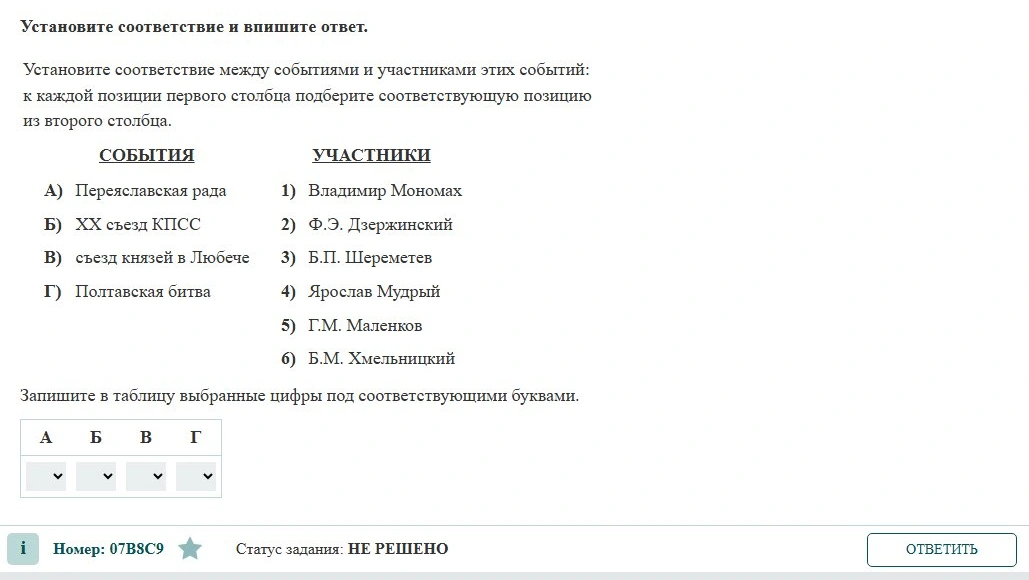 Установите соответствие и впишите ответ.
Установите соответствие между событиями и участниками этих событий:
к каждой позиции первого столбца подберите соответствующую позицию
из второго столбца.
СОБЫТИЯ УЧАСТНИКИ
А) Переяславская рада 1) Владимир Мономах
Б) XX съезд КПСС 2) Ф.Э. Дзержинский
В) съезд князей в Любече 3) Б.П. Шереметев
Г) Полтавская битва 4) Ярослав Мудрый
5) Г.М. Маленков
6) Б.М. Хмельницкий
Запишите в таблицу выбранные цифры под соответствующими буквами.
А Б В Г
i Номер: 07B8C9 Статус задания: НЕ РЕШЕНО ОТВЕТИТЬ